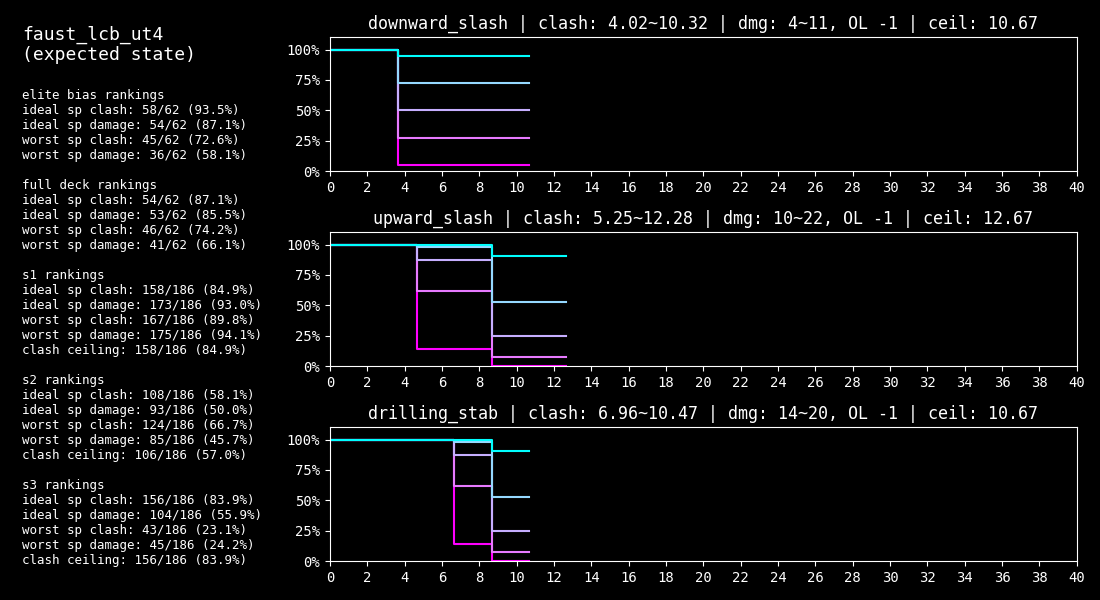 faust_lcb_ut4
(expected state)
elite bias rankings
ideal sp clash: 58/62 (93.5%)
ideal sp damage: 54/62 (87.1%)
worst sp clash: 45/62 (72.6%)
worst sp damage: 36/62 (58.1%)
full deck rankings
ideal sp clash: 54/62 (87.1%)
ideal sp damage: 53/62 (85.5%)
worst sp clash: 46/62 (74.2%)
worst sp damage: 41/62 (66.1%)
s1 rankings
ideal sp clash: 158/186 (84.9%)
ideal sp damage: 173/186 (93.0%)
worst sp clash: 167/186 (89.8%)
worst sp damage: 175/186 (94.1%)
clash ceiling: 158/186 (84.9%)
s2 rankings
ideal sp clash: 108/186 (58.1%)
ideal sp damage: 93/186 (50.0%)
worst sp clash: 124/186 (66.7%)
worst sp damage: 85/186 (45.7%)
clash ceiling: 106/186 (57.0%)
s3 rankings
ideal sp clash: 156/186 (83.9%)
ideal sp damage: 104/186 (55.9%)
worst sp clash: 43/186 (23.1%)
worst sp damage: 45/186 (24.2%)
clash ceiling: 156/186 (83.9%)
downward_slash | clash: 4.02~10.32 | dmg: 4~11, OL -1 | ceil: 10.67
100%
75%
50%
25%
0%
0 2 4 6 8 10 12 14 16 18 20 22 24 26 28 30 32 34 36 38 40
upward_slash | clash: 5.25~12.28 | dmg: 10~22, OL -1 | ceil: 12.67
100%
75%
50%
25%
0%
0 2 4 6 8 10 12 14 16 18 20 22 24 26 28 30 32 34 36 38 40
drilling_stab | clash: 6.96~10.47 | dmg: 14~20, OL -1 | ceil: 10.67
100%
75%
50%
25%
0%
0 2 4 6 8 10 12 14 16 18 20 22 24 26 28 30 32 34 36 38 40